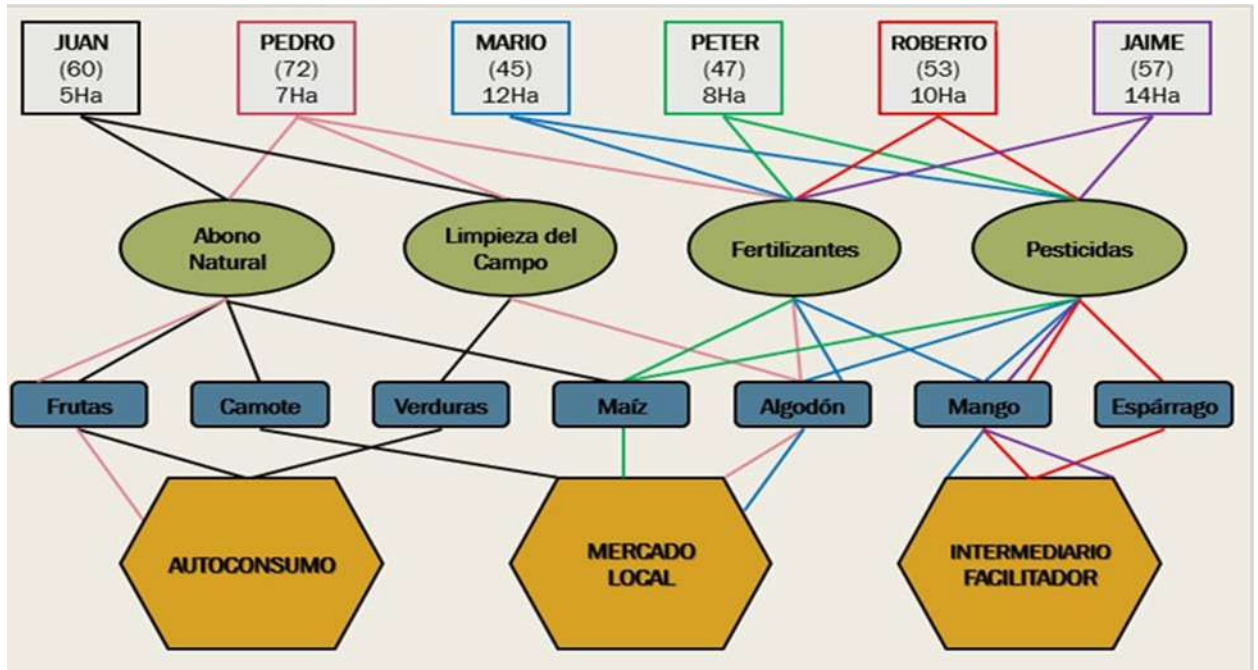 JUAN
(60)
5Ha
PEDRO
(72)
7Ha
MARIO
(45)
12Ha
PETER
(47)
8Ha
ROBERTO
(53)
10Ha
JAIME
(57)
14Ha
Abono
Natural
Limpieza del
Campo
Fertilizantes
Pesticidas
Frutas
Camote
Verduras
Maíz
Algodón
Mango
Espárrago
AUTOCONSUMO
MERCADO
LOCAL
INTERMEDIARIO
FACILITADOR